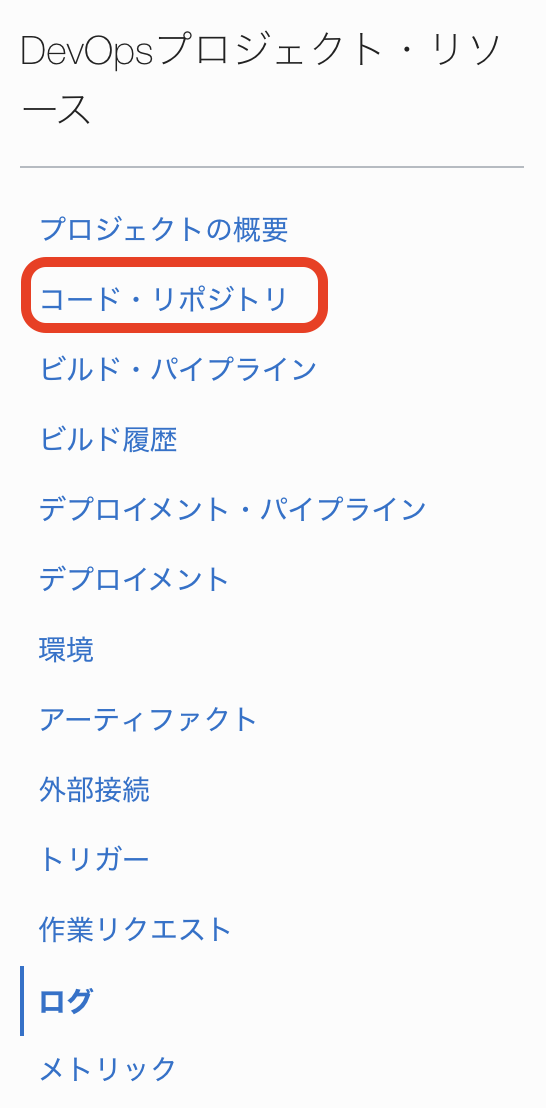 DevOpsプロジェクト・リソ
ース
プロジェクトの概要
コード・リポジトリ
ビルド・パイプライン
ビルド履歴
デプロイメント・パイプライン
デプロイメント
環境
アーティファクト
外部接続
トリガー
作業リクエスト
ログ
メトリック